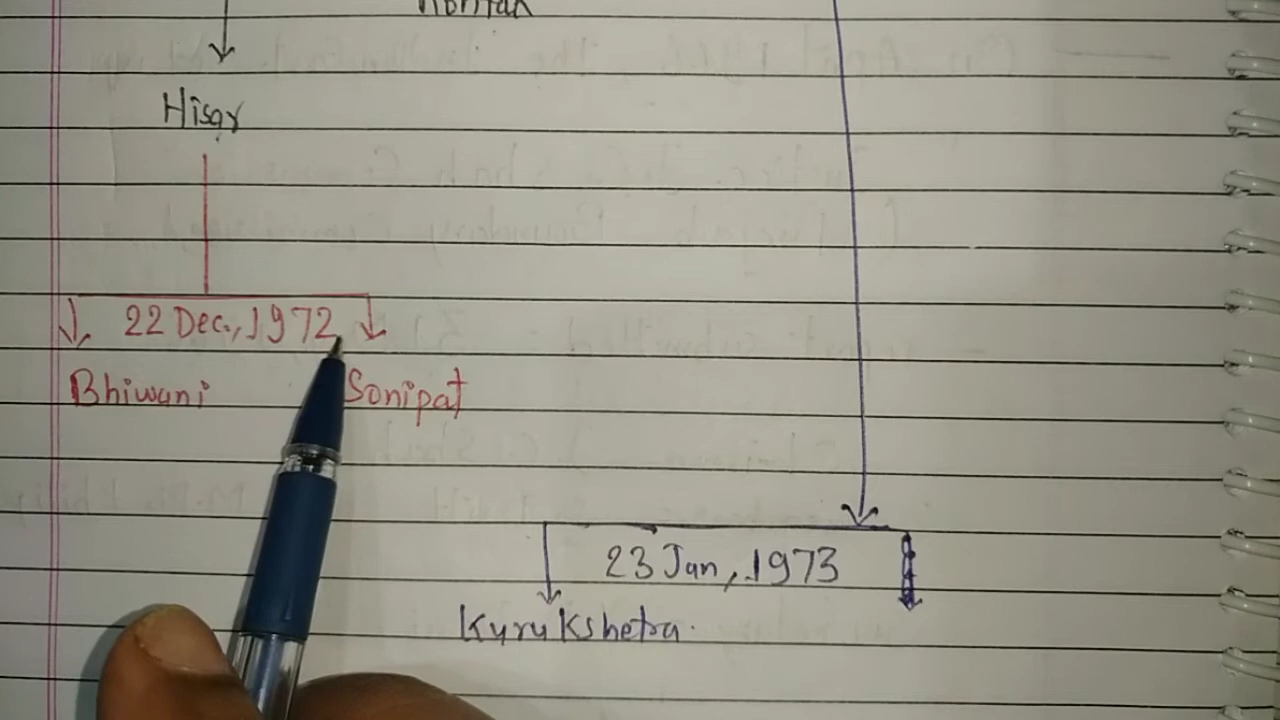 Hisar
22 Dec., 1972
Bhiwani Sonipat
23 Jan, 1973
Kurukshetra.